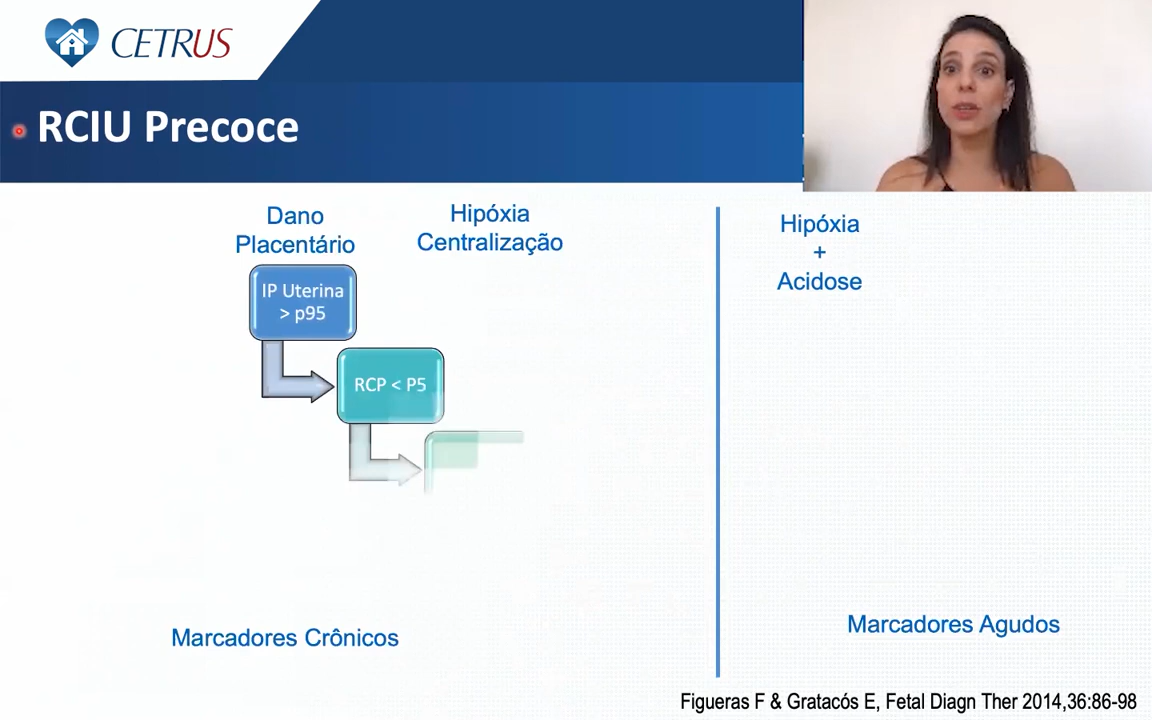 CETRUS
RCIU Precoce
Dano
Placentário
Hipóxia
Centralização
Hipóxia
+
Acidose
IP Uterina
> p95
RCP < P5
Marcadores Crônicos
Marcadores Agudos
Figueras F & Gratacós E, Fetal Diagn Ther 2014,36:86-98